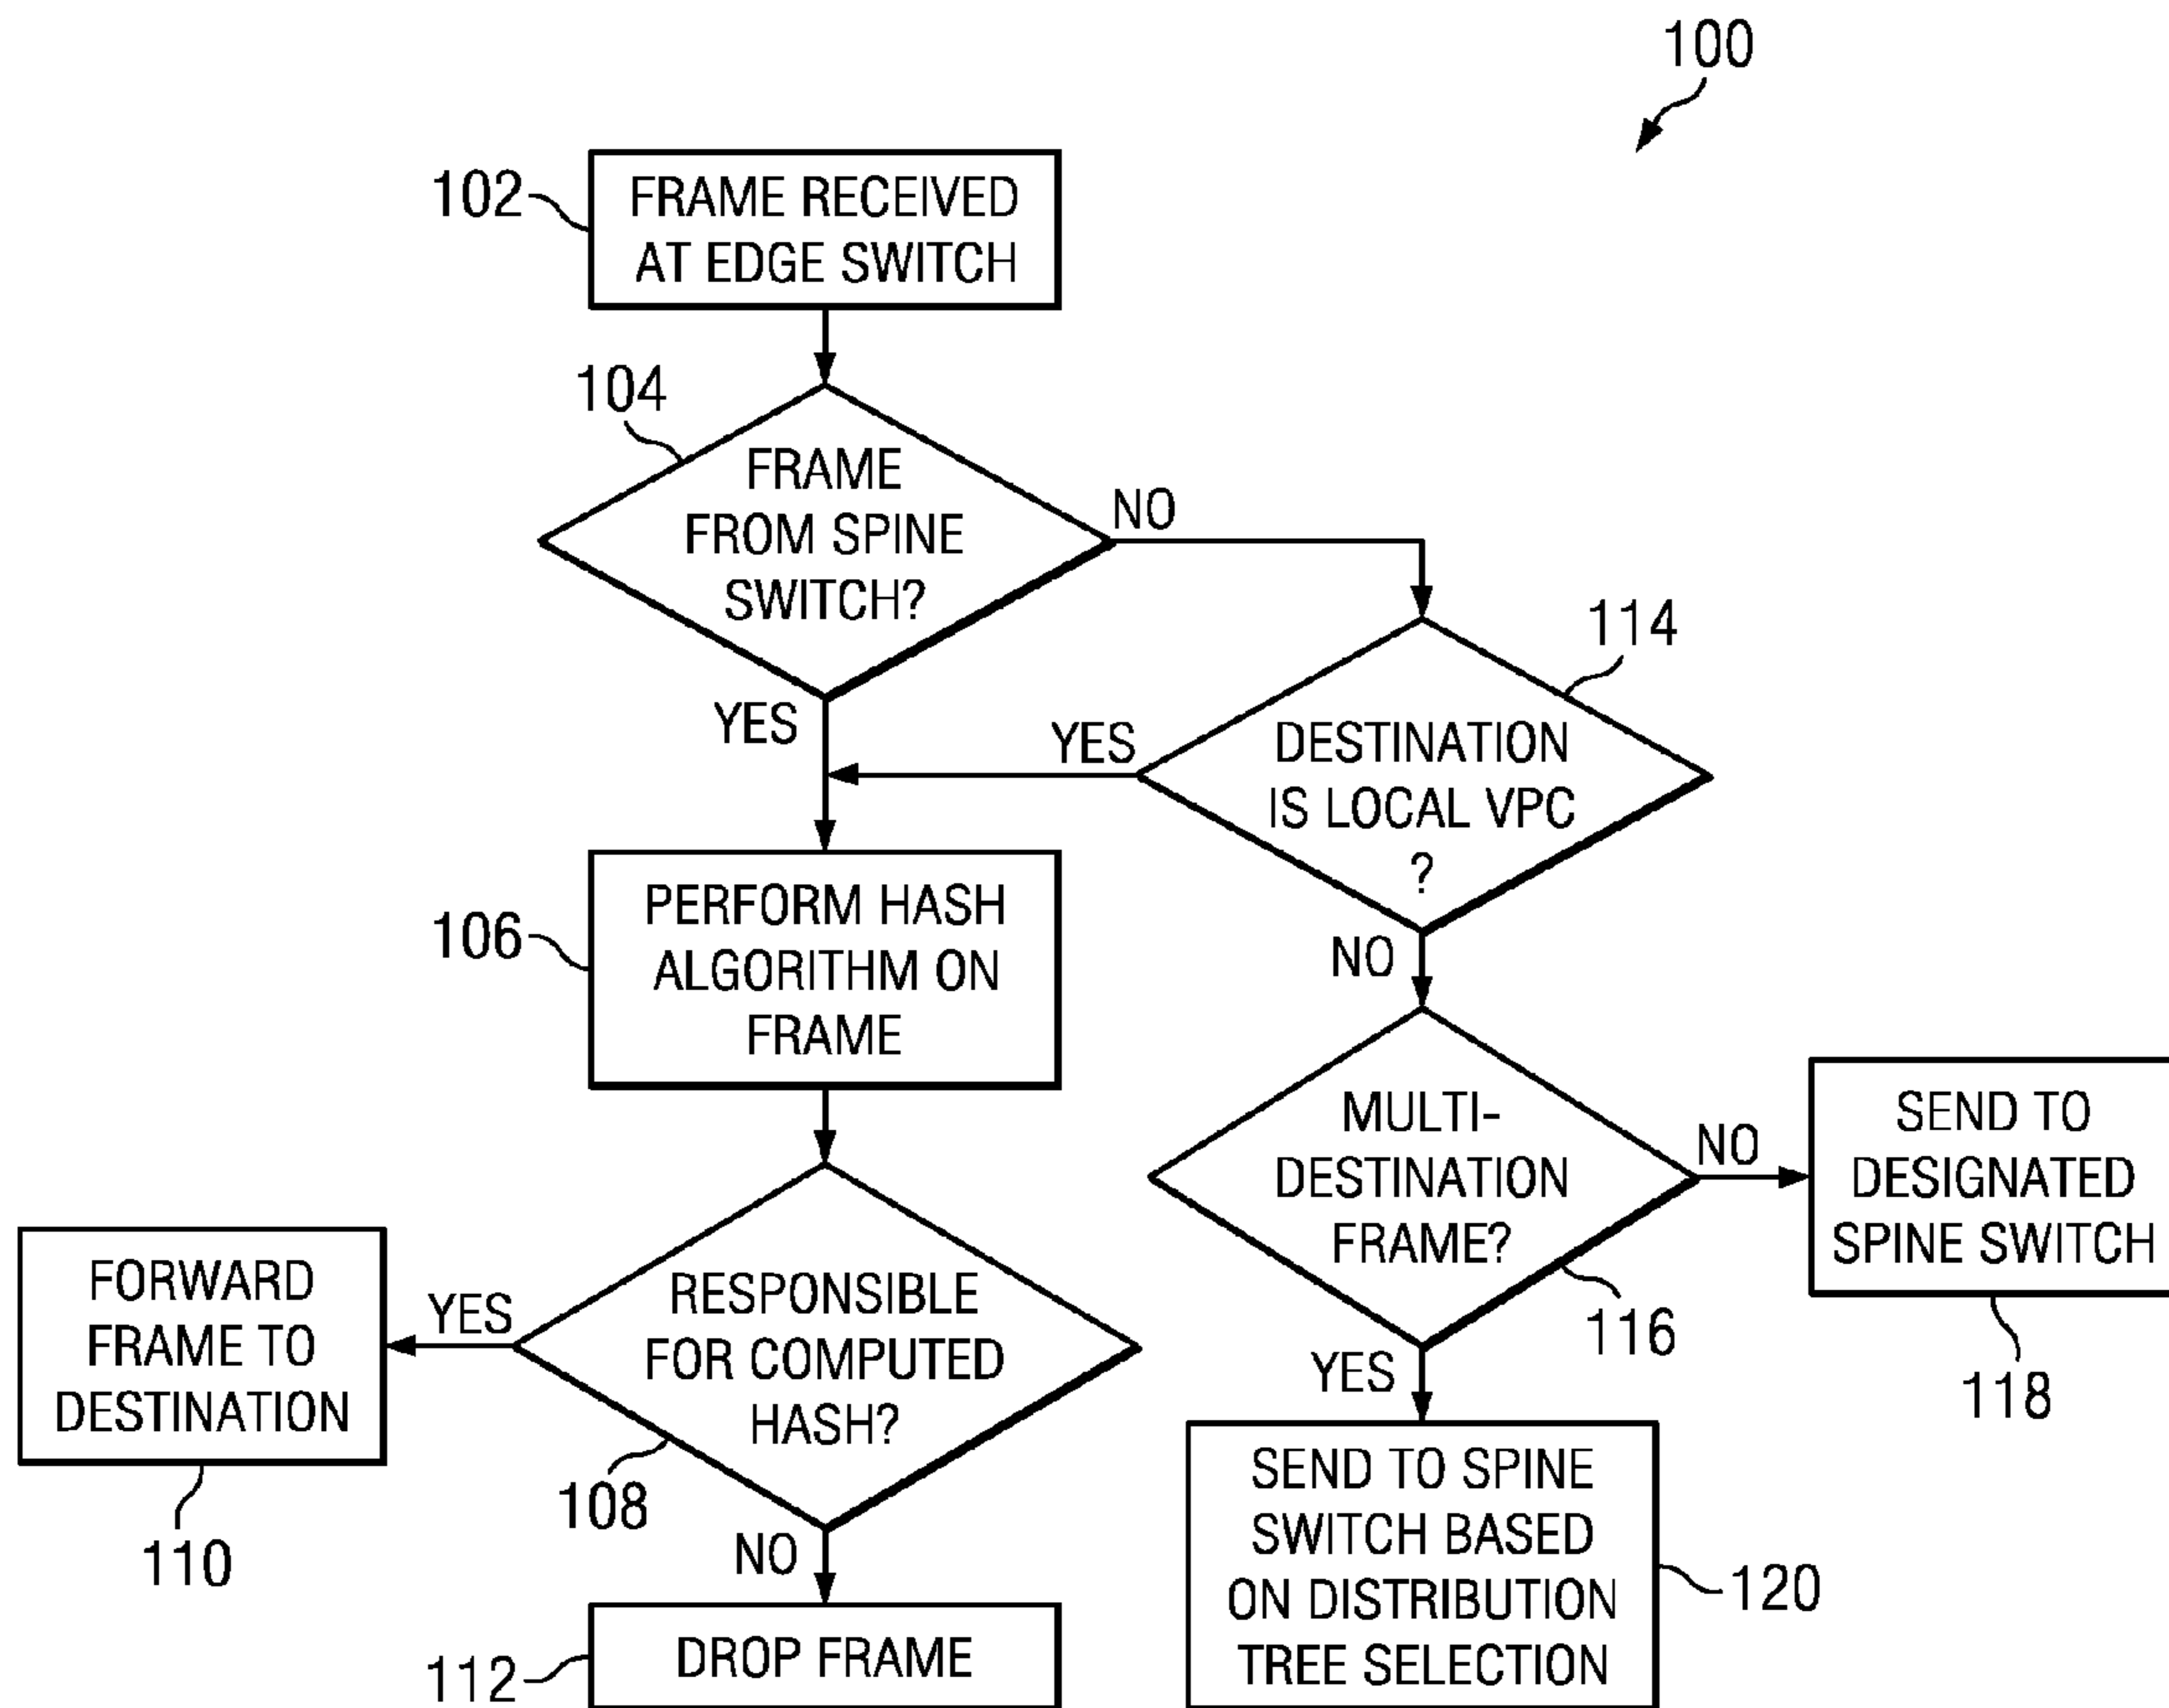 100
102
FRAME RECEIVED
AT EDGE SWITCH
104
FRAME
FROM SPINE
SWITCH?
NO
YES
114
DESTINATION
IS LOCAL VPC
?
YES
NO
106
PERFORM HASH
ALGORITHM ON
FRAME
MULTI-
DESTINATION
FRAME?
116
NO
YES
SEND TO
DESIGNATED
SPINE SWITCH
118
RESPONSIBLE
FOR COMPUTED
HASH?
108
YES
NO
FORWARD
FRAME TO
DESTINATION
110
112
DROP FRAME
SEND TO SPINE
SWITCH BASED
ON DISTRIBUTION
TREE SELECTION
120